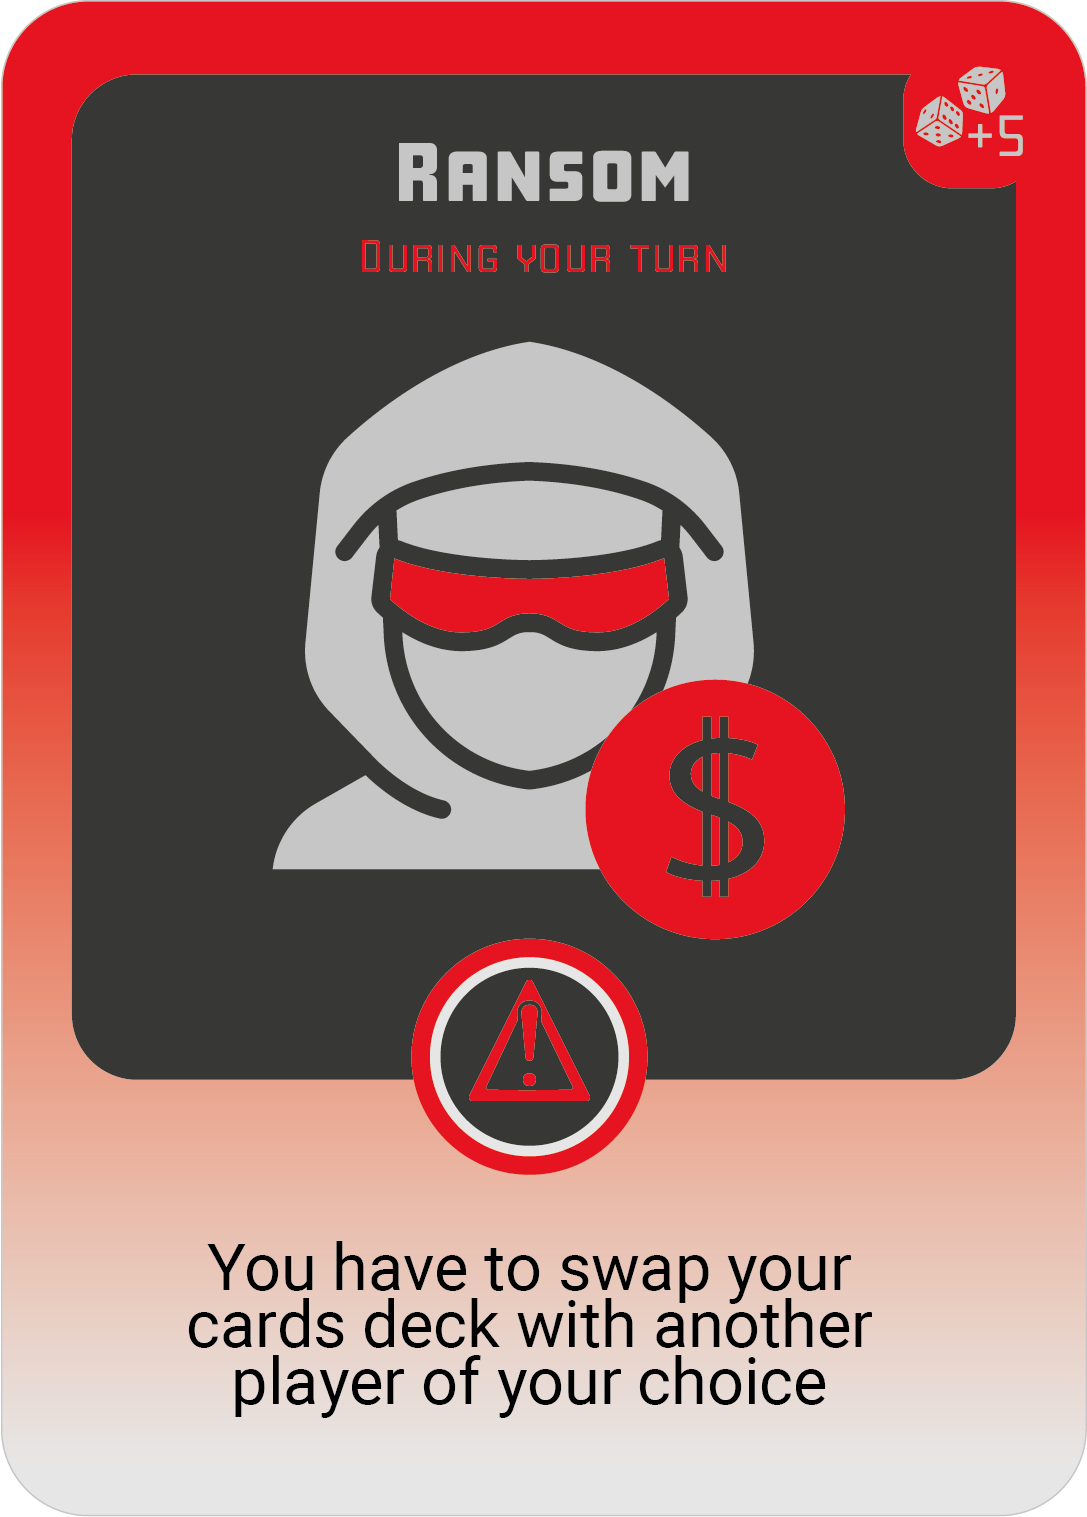 +5
Ransom
During your turn
$
You have to swap your
cards deck with another
player of your choice